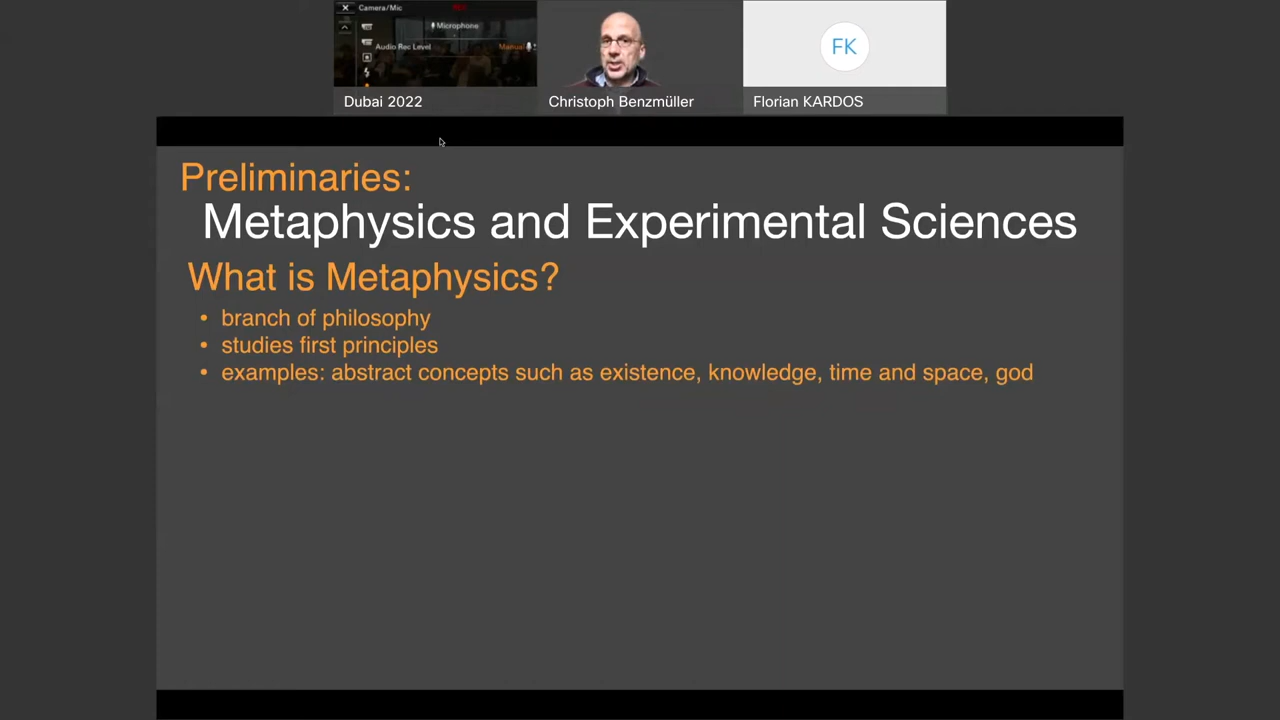 Camera/Mic
REC
Microphone
Audio Rec Level
Manual
Dubai 2022
Christoph Benzmüller
FK
Florian KARDOS
Preliminaries:
Metaphysics and Experimental Sciences
What is Metaphysics?
• branch of philosophy
• studies first principles
• examples: abstract concepts such as existence, knowledge, time and space, god